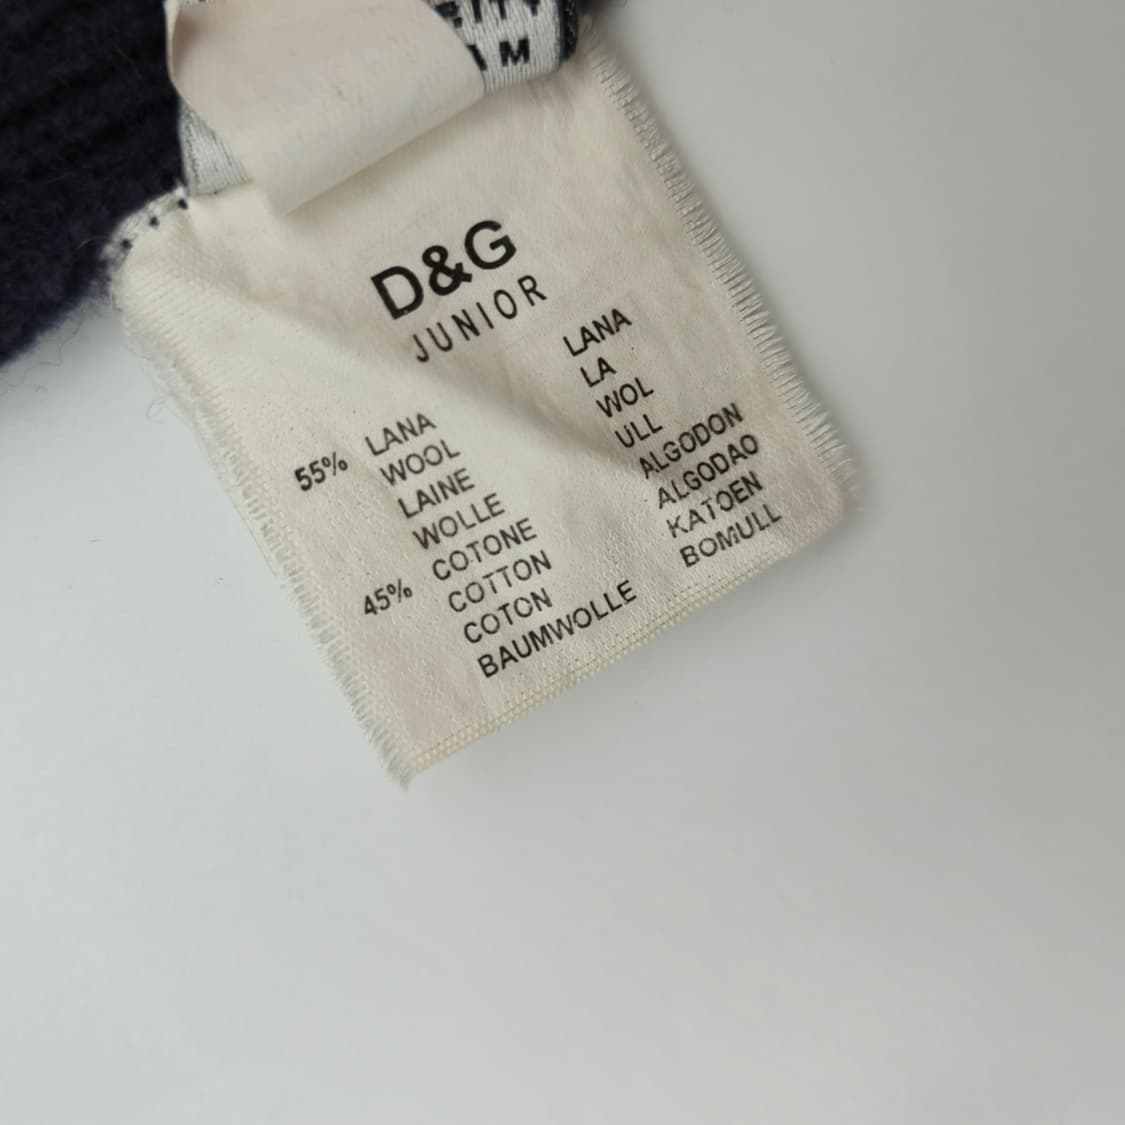 M
D&G
JUNIOR
55% LANA
WOOL
LAINE
WOLLE
45% COTONE
COTTON
COTON
BAUMWOLLE
LANA
LA
WOL
ULL
ALGODON
ALGODAO
KATOEN
BOMULL